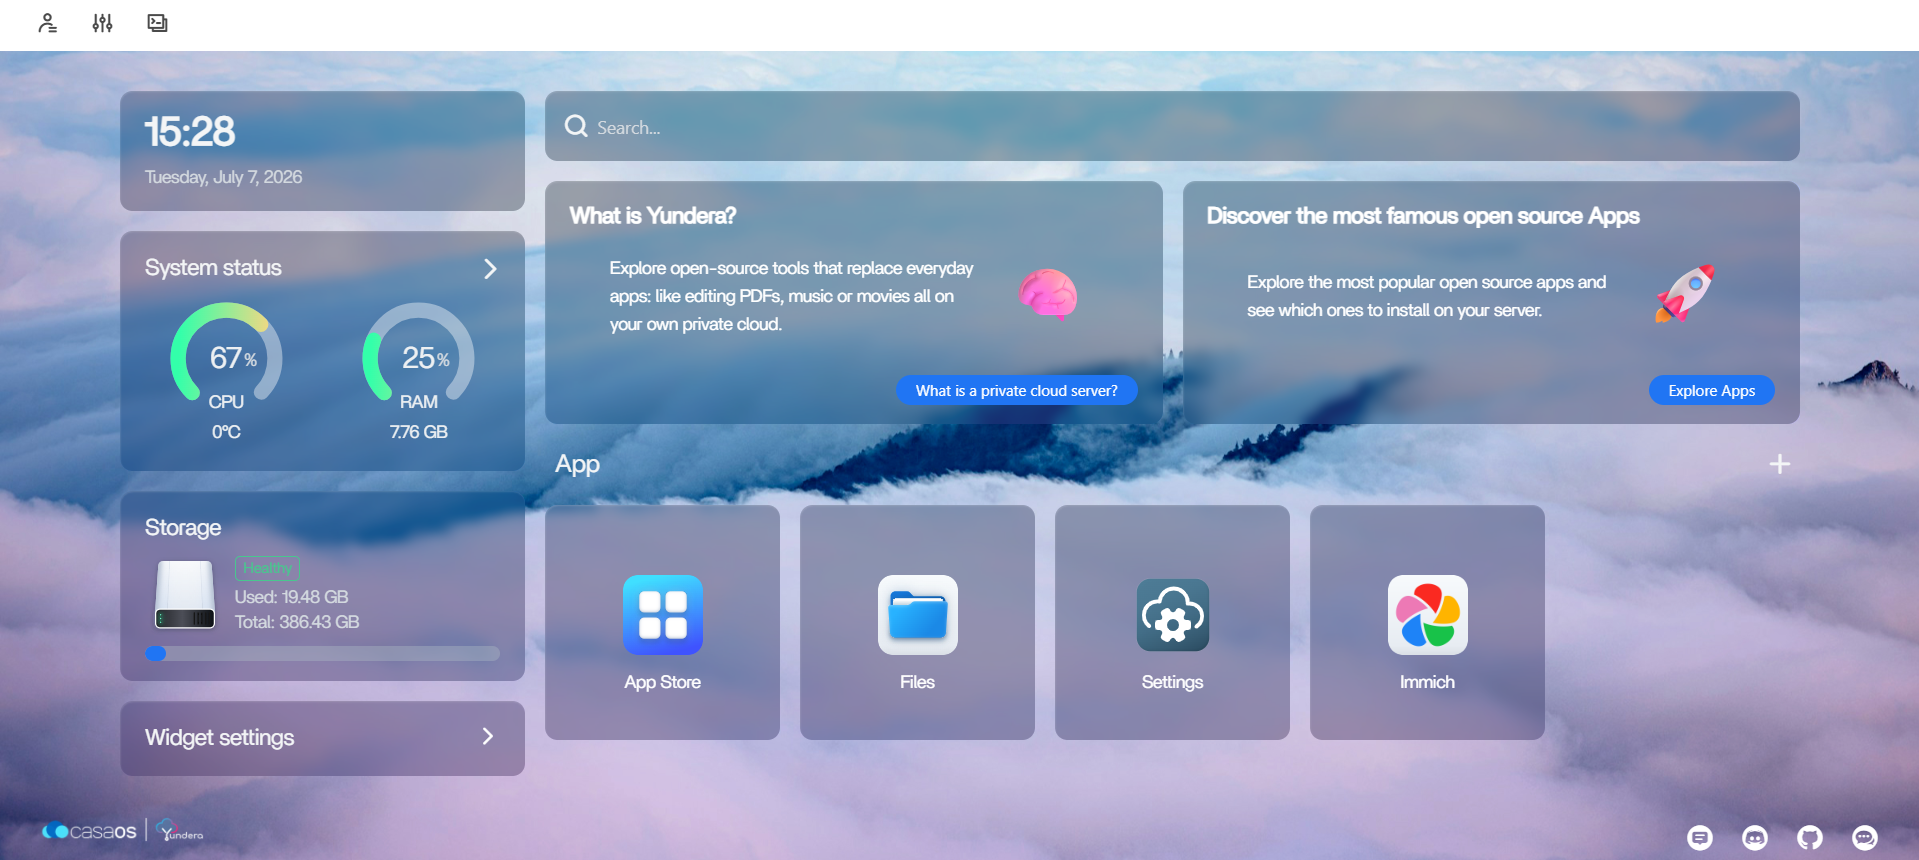 15:28
Tuesday, July 7, 2026
System status
67%
CPU
0°C
25%
RAM
7.76 GB
Storage
Healthy
Used: 19.48 GB
Total: 386.43 GB
Widget settings
Search...
What is Yundera?
Explore open-source tools that replace everyday
apps: like editing PDFs, music or movies all on
your own private cloud.
What is a private cloud server?
Discover the most famous open source Apps
Explore the most popular open source apps and
see which ones to install on your server.
Explore Apps
App
App Store
Files
Settings
Immich
casaos
Yundera